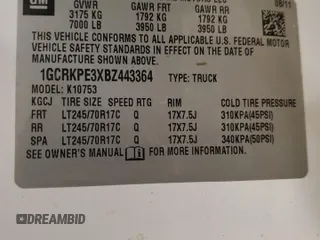 GM
GVWR GAWR FRT GAWR RR
3175 KG 1792 KG 1792 KG
7000 LB 3950 LB 3950 LB
08/11
THIS VEHICLE CONFORMS TO ALL APPLICABLE U.S. FEDERAL MOTOR
VEHICLE SAFETY STANDARDS IN EFFECT ON THE DATE OF
MANUFACTURE SHOWN ABOVE.
1GCRKPE3XBZ443364 TYPE: TRUCK
MODEL: K10753
KGCJ TIRE SIZE SPEED RTG RIM COLD TIRE PRESSURE
FRT LT245/70R17C Q 17X7.5J 310KPA(45PSI)
RR LT245/70R17C Q 17X7.5J 310KPA(45PSI)
SPA LT245/70R17C Q 17X7.5J 340KPA(50PSI)
SEE OWNER'S MANUAL FOR MORE INFORMATION.
DREAMBID